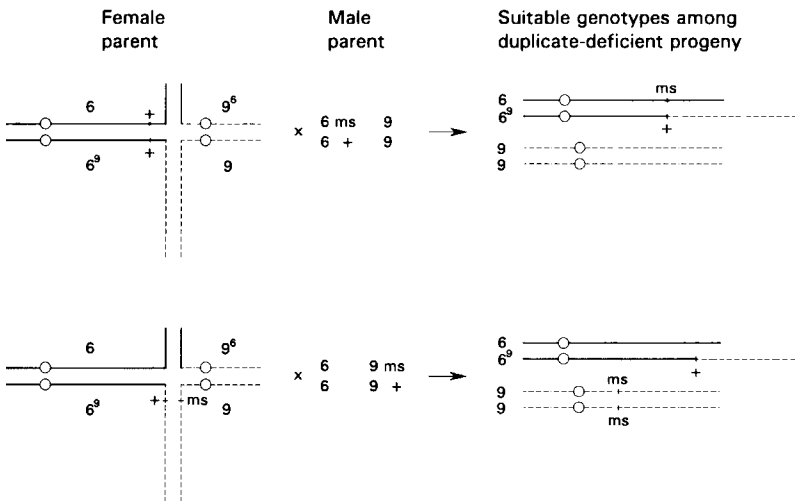 Female parent
Male parent
Suitable genotypes among duplicate-deficient progeny
6 9⁶
+
+
6⁹ 9
x 6 ms 9
6 + 9
ms
6
6⁹
+
9
9
6 9⁶
+ ms
6⁹ 9
x 6 9 ms
6 9 +
6
6⁹
+
ms
9
9
ms